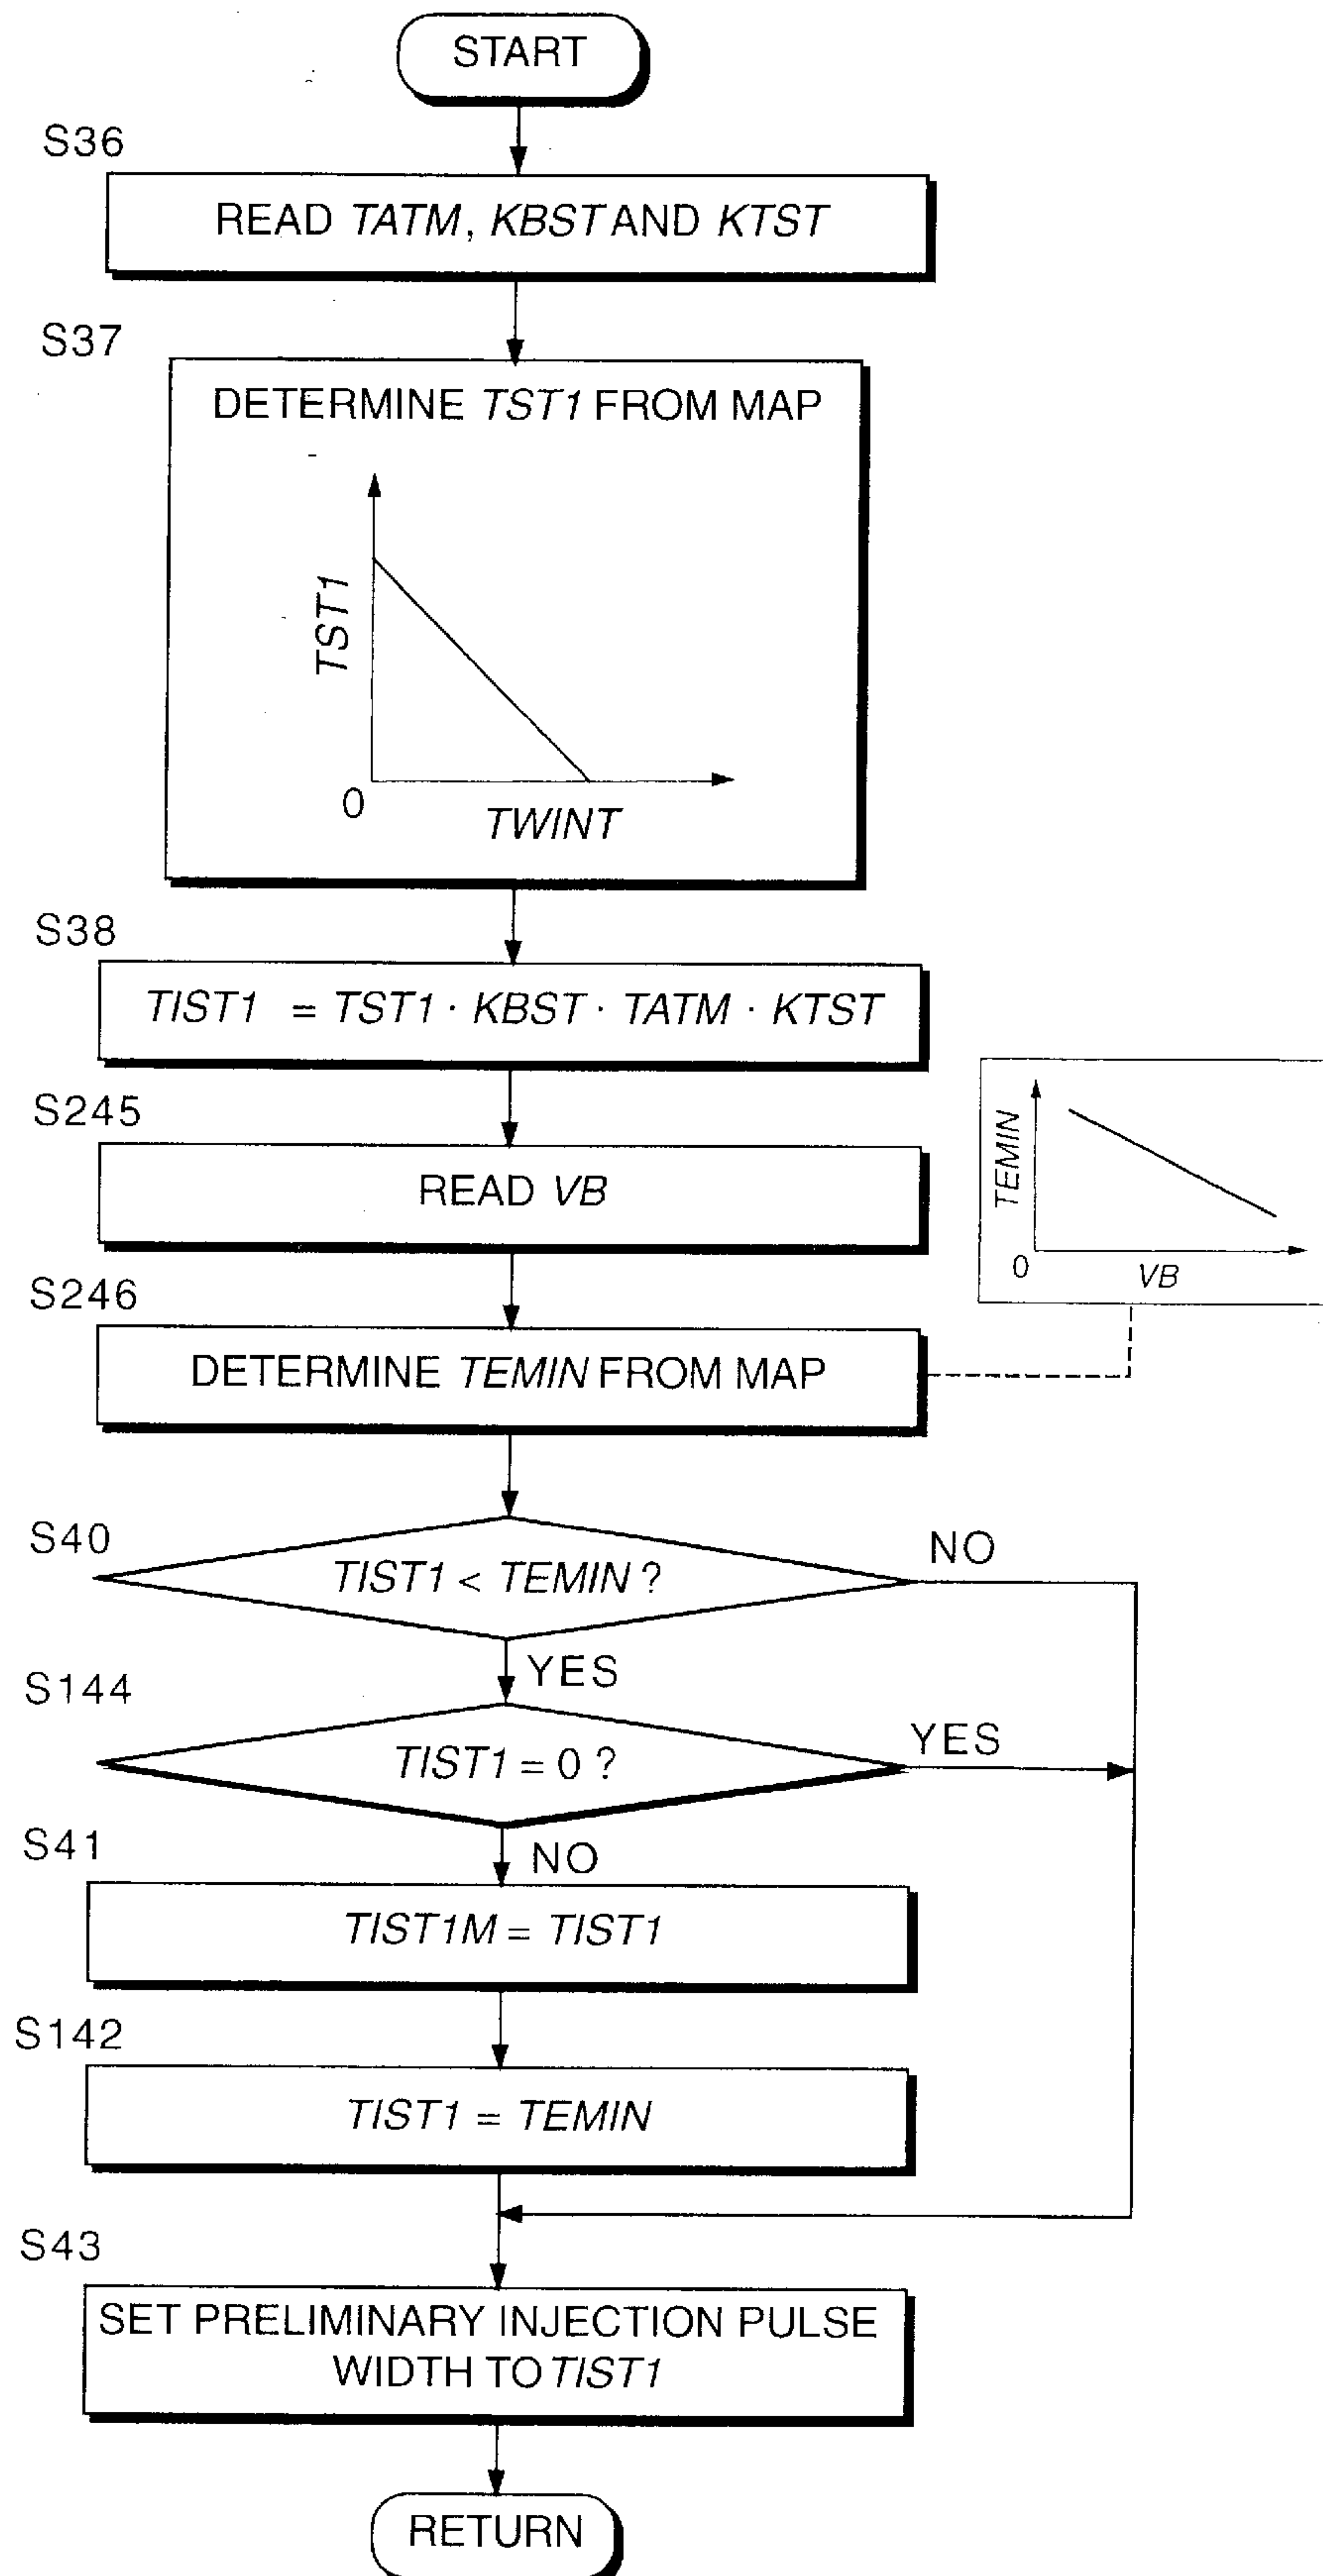 START
S36
READ TATM, KBST AND KTST
S37
DETERMINE TST1 FROM MAP
TST1
0
TWINT
S38
TIST1 = TST1 · KBST · TATM · KTST
S245
READ VB
TEMIN
0
VB
S246
DETERMINE TEMIN FROM MAP
S40
TIST1 < TEMIN ?
NO
YES
S144
TIST1 = 0 ?
YES
S41
NO
TIST1M = TIST1
S142
TIST1 = TEMIN
S43
SET PRELIMINARY INJECTION PULSE
WIDTH TO TIST1
RETURN